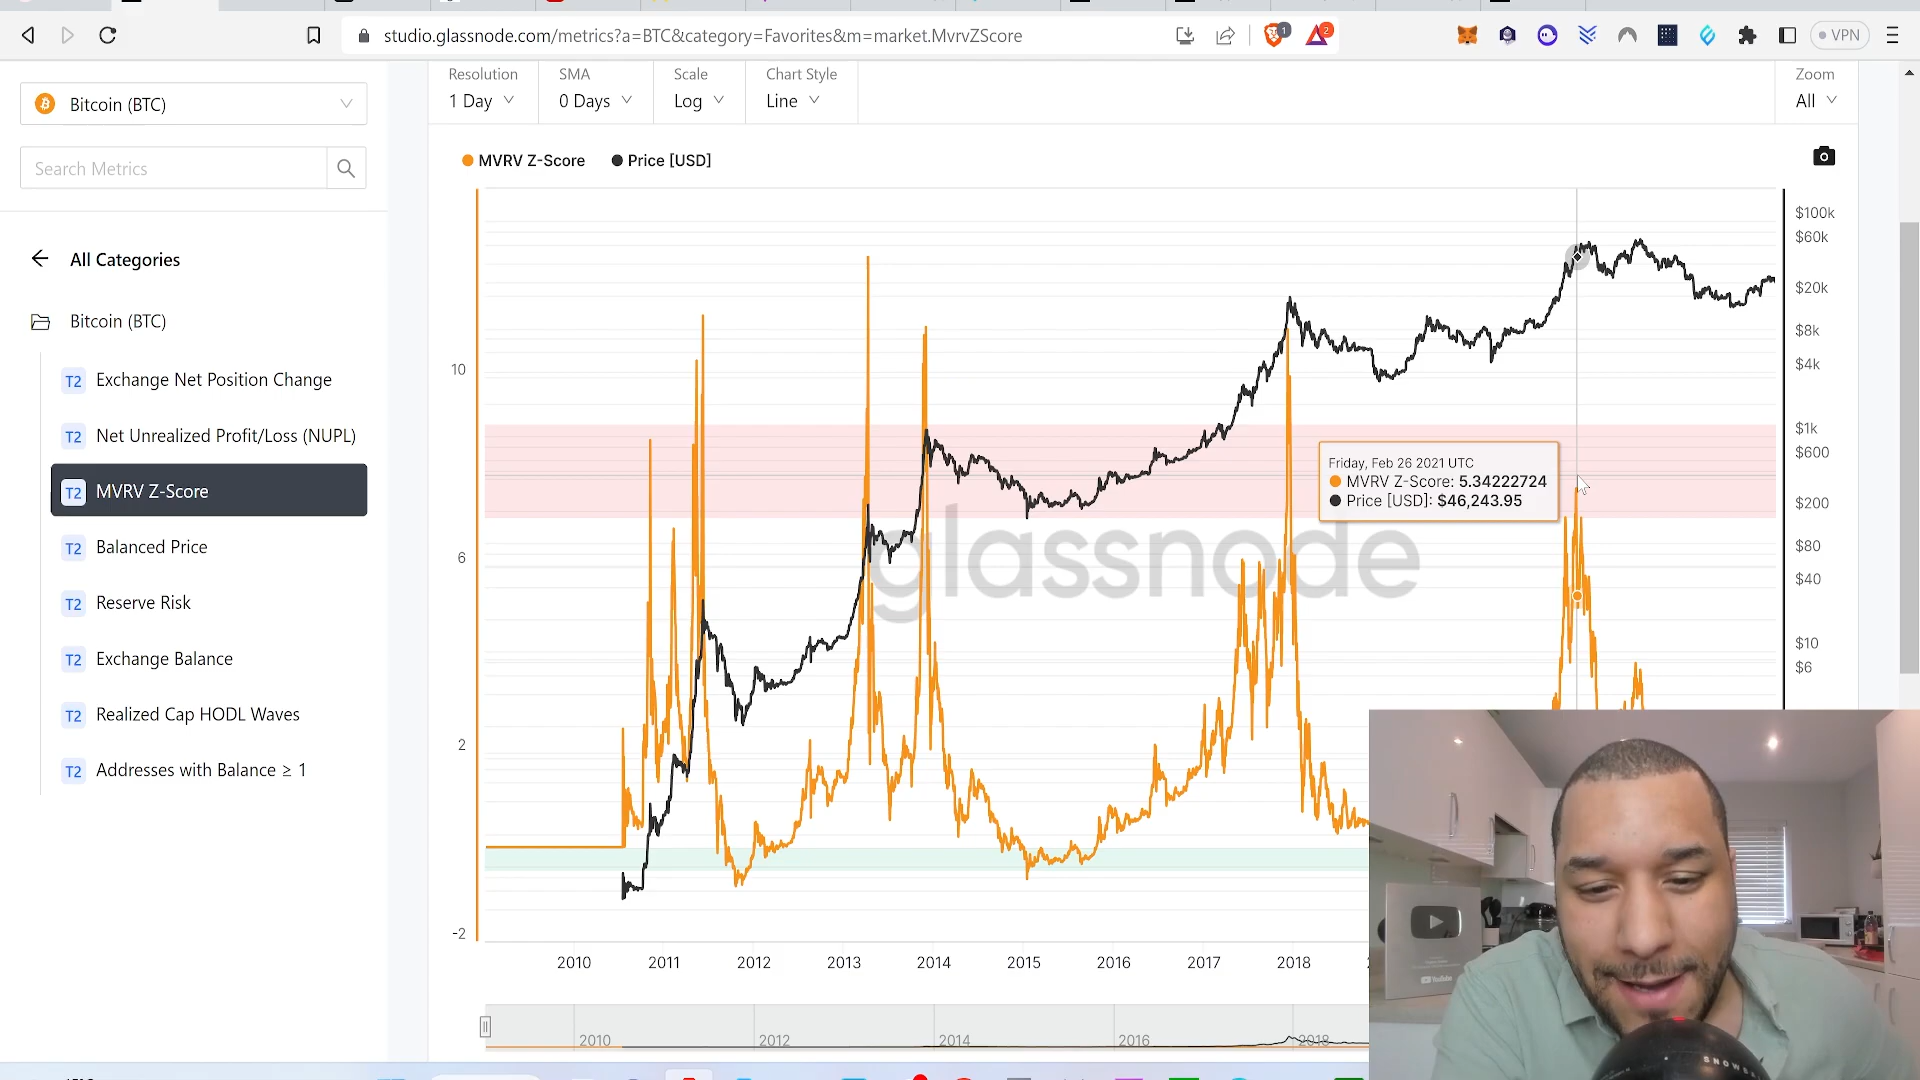 studio.glassnode.com/metrics?a=BTC&category=Favorites&m=market.MvrvZScore
1
2
VPN
Bitcoin (BTC)
Search Metrics
All Categories
Bitcoin (BTC)
T2 Exchange Net Position Change
T2 Net Unrealized Profit/Loss (NUPL)
T2 MVRV Z-Score
T2 Balanced Price
T2 Reserve Risk
T2 Exchange Balance
T2 Realized Cap HODL Waves
T2 Addresses with Balance ≥ 1
Resolution
1 Day
SMA
0 Days
Scale
Log
Chart Style
Line
Zoom
All
MVRV Z-Score
Price [USD]
10
6
2
-2
$100k
$60k
$20k
$8k
$4k
$1k
$600
$200
$80
$40
$10
$6
Friday, Feb 26 2021 UTC
MVRV Z-Score: 5.34222724
Price [USD]: $46,243.95
glassnode
2010 2011 2012 2013 2014 2015 2016 2017 2018
2010 2012 2014 2016 2018
YouTube